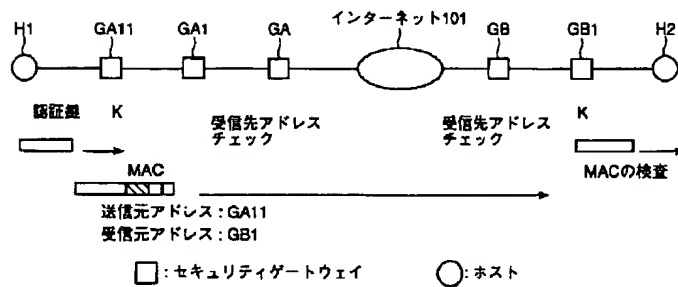 インターネット101
H1
GA11
GA1
GA
GB
GB1
H2
認証鍵 K
受信先アドレス
チェック
受信先アドレス
チェック
K
MAC
MACの検査
送信元アドレス：GA11
受信元アドレス：GB1
：セキュリティゲートウェイ
：ホスト